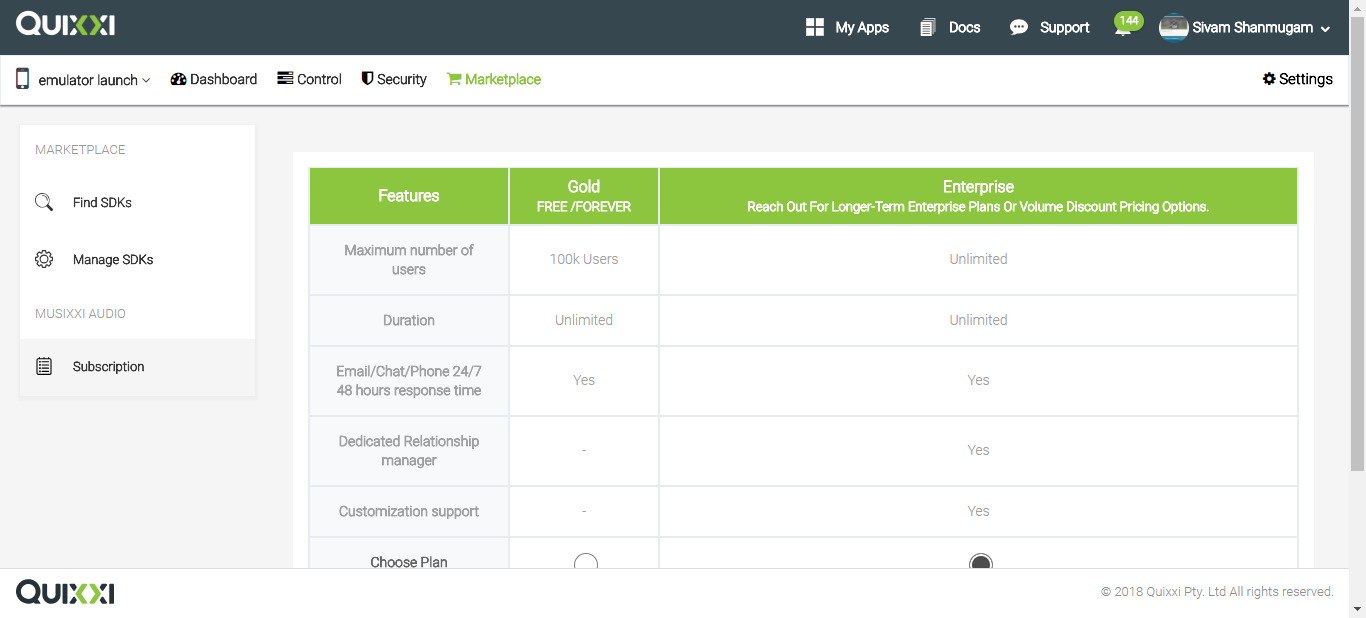 QUIXXI
My Apps
Docs
Support
144
Sivam Shanmugam
emulator launch
Dashboard
Control
Security
Marketplace
Settings
MARKETPLACE
Find SDKs
Manage SDKs
MUSIXXI AUDIO
Subscription
Features
Gold
FREE /FOREVER
Enterprise
Reach Out For Longer-Term Enterprise Plans Or Volume Discount Pricing Options.
Maximum number of
users
100k Users
Unlimited
Duration
Unlimited
Unlimited
Email/Chat/Phone 24/7
48 hours response time
Yes
Yes
Dedicated Relationship
manager
-
Yes
Customization support
-
Yes
Choose Plan
QUIXXI
© 2018 Quixxi Pty. Ltd All rights reserved.